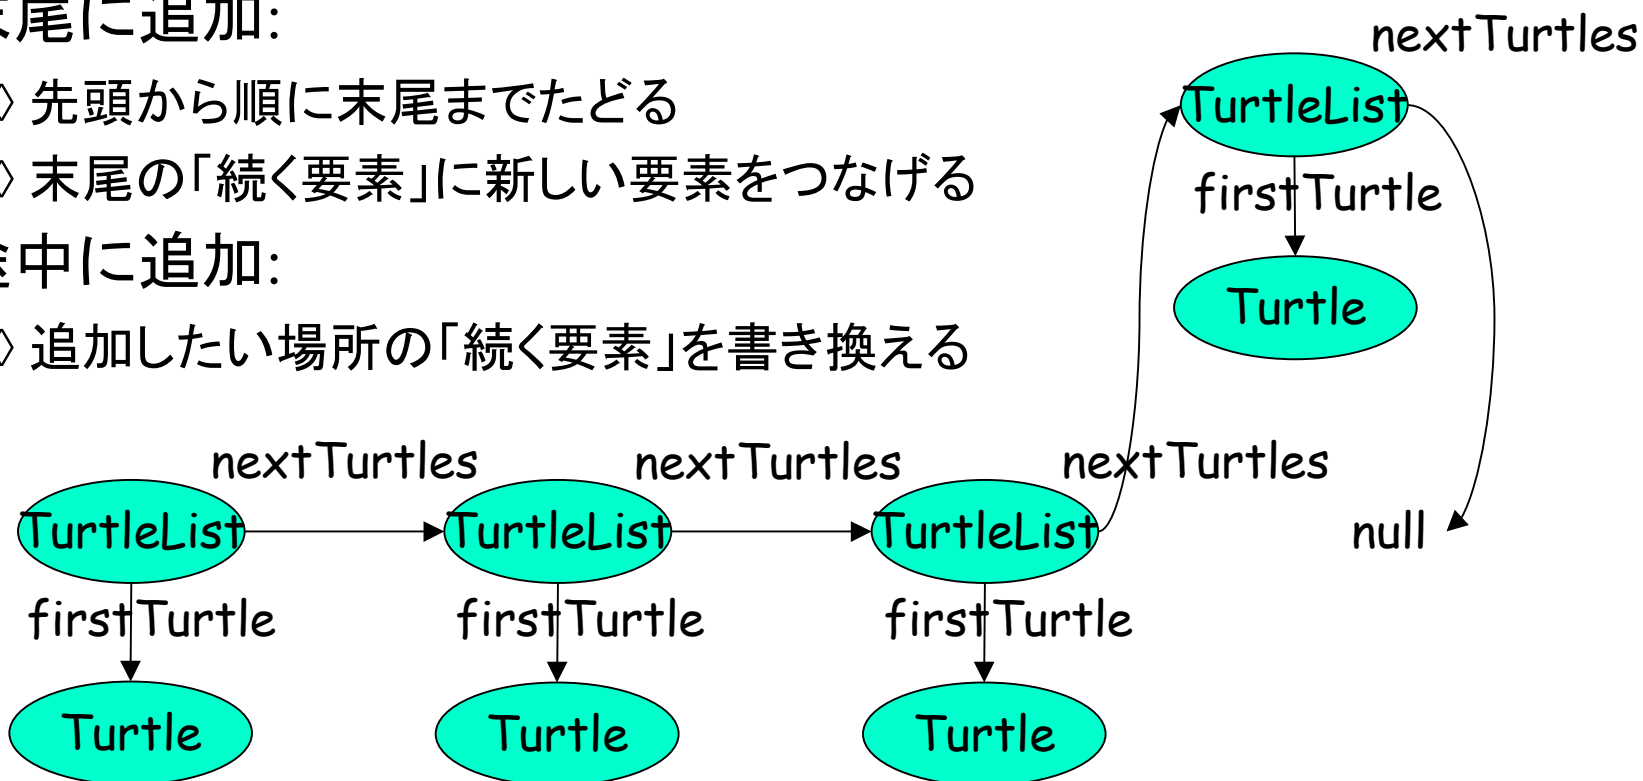 末尾に追加:
先頭から順に末尾までたどる
末尾の「続く要素」に新しい要素をつなげる
途中に追加:
追加したい場所の「続く要素」を書き換える
nextTurtles
TurtleList
firstTurtle
Turtle
nextTurtles nextTurtles nextTurtles
TurtleList TurtleList TurtleList null
firstTurtle firstTurtle firstTurtle
Turtle Turtle Turtle